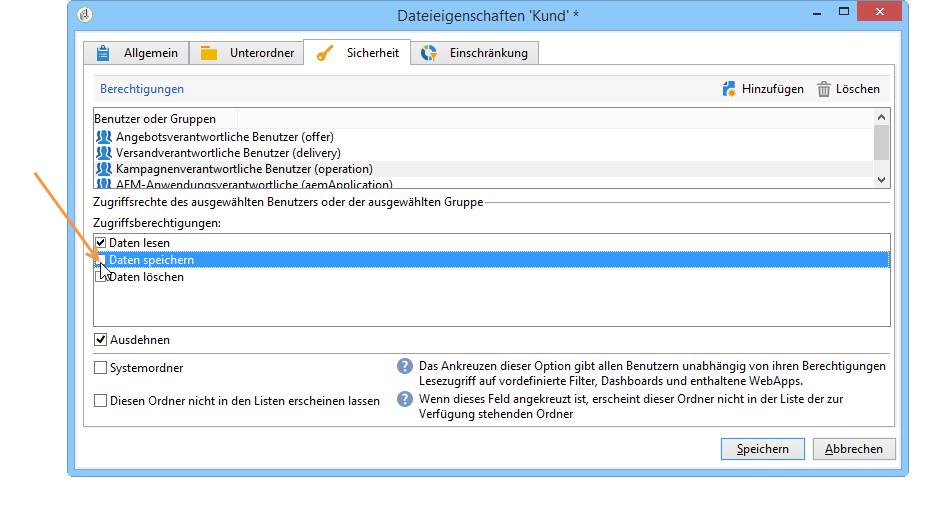 Dateieigenschaften 'Kund' *
Allgemein
Unterordner
Sicherheit
Einschränkung
Berechtigungen
Hinzufügen
Löschen
Benutzer oder Gruppen
Angebotsverantwortliche Benutzer (offer)
Versandverantwortliche Benutzer (delivery)
Kampagnenverantwortliche Benutzer (operation)
AEM-Anwendungsverantwortliche (aemApplication)
Zugriffsrechte des ausgewählten Benutzers oder der ausgewählten Gruppe
Zugriffsberechtigungen:
Daten lesen
Daten speichern
Daten löschen
Ausdehnen
Systemordner
Das Ankreuzen dieser Option gibt allen Benutzern unabhängig von ihren Berechtigungen
Lesezugriff auf vordefinierte Filter, Dashboards und enthaltene WebApps.
Diesen Ordner nicht in den Listen erscheinen lassen
Wenn dieses Feld angekreuzt ist, erscheint dieser Ordner nicht in der Liste der zur
Verfügung stehenden Ordner
Speichern
Abbrechen